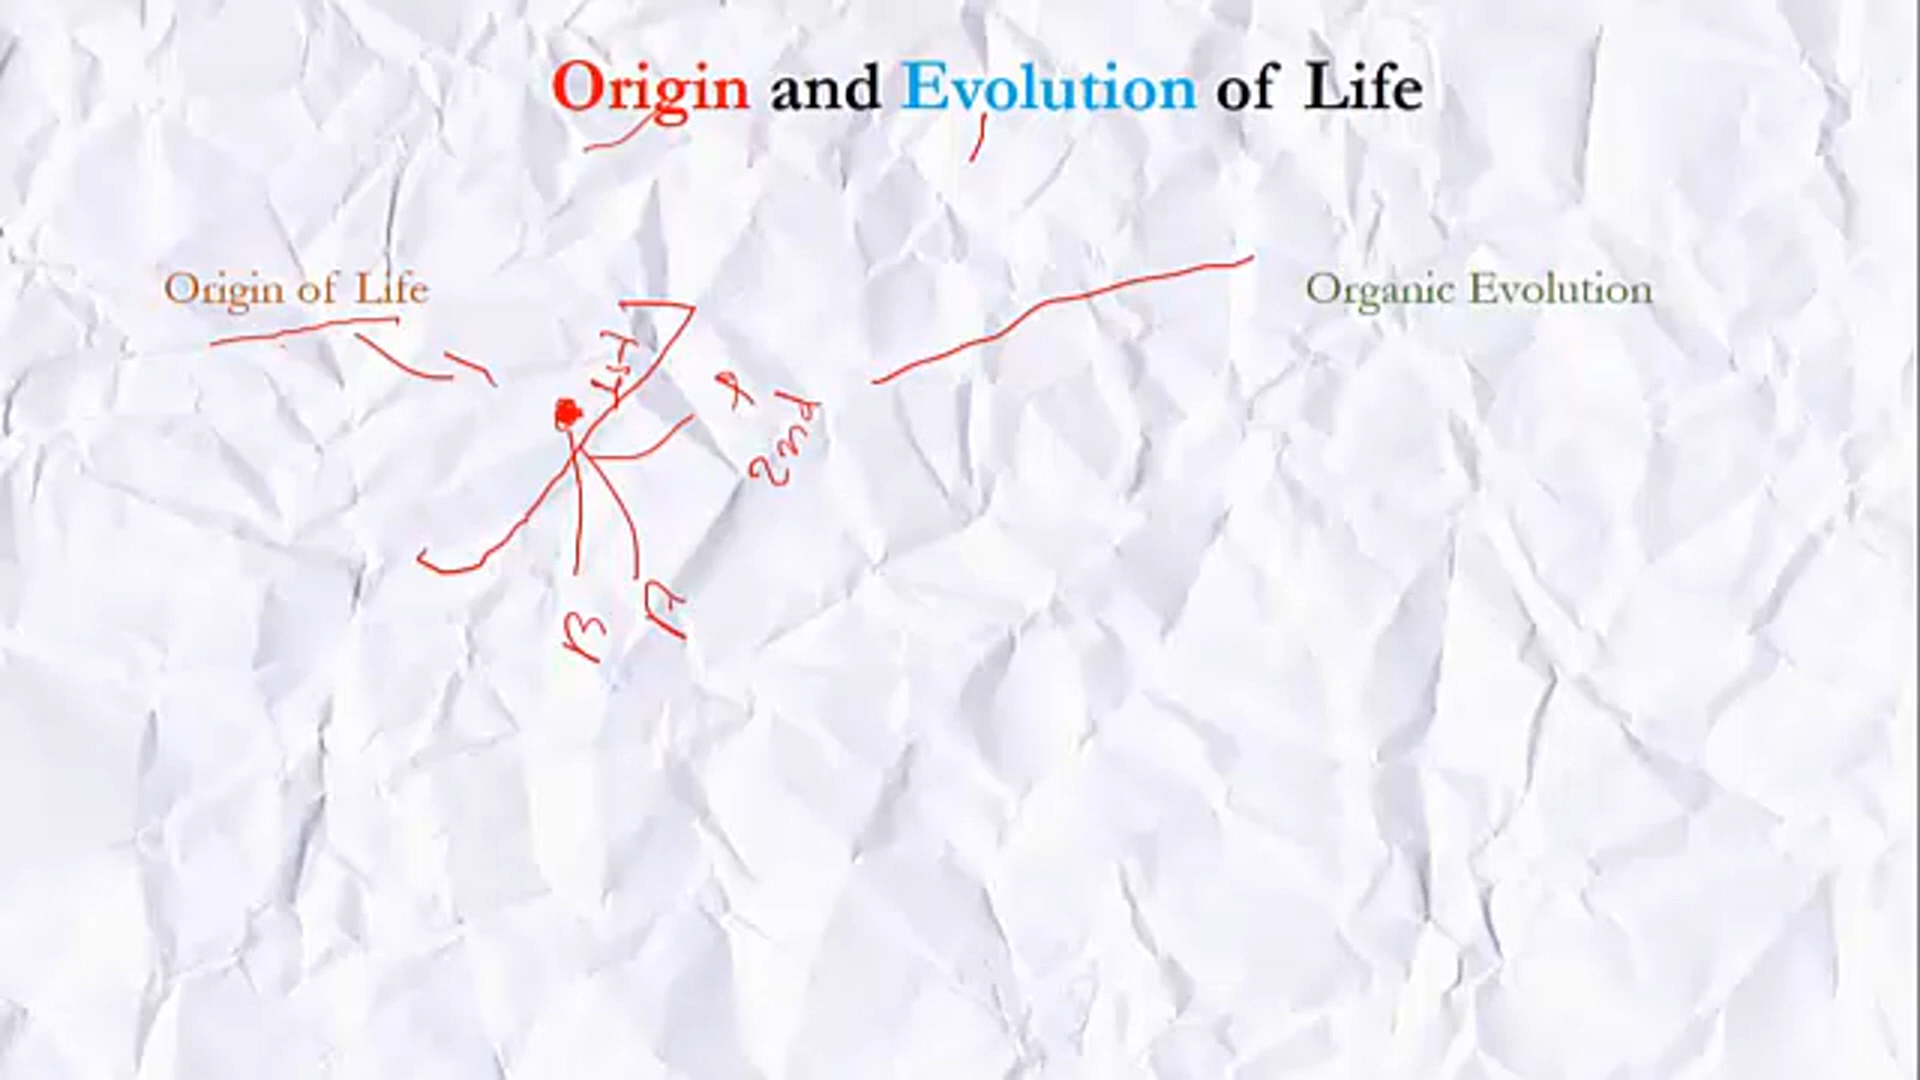 Origin and Evolution of Life
Origin of Life
Organic Evolution
1st
2nd
B
A